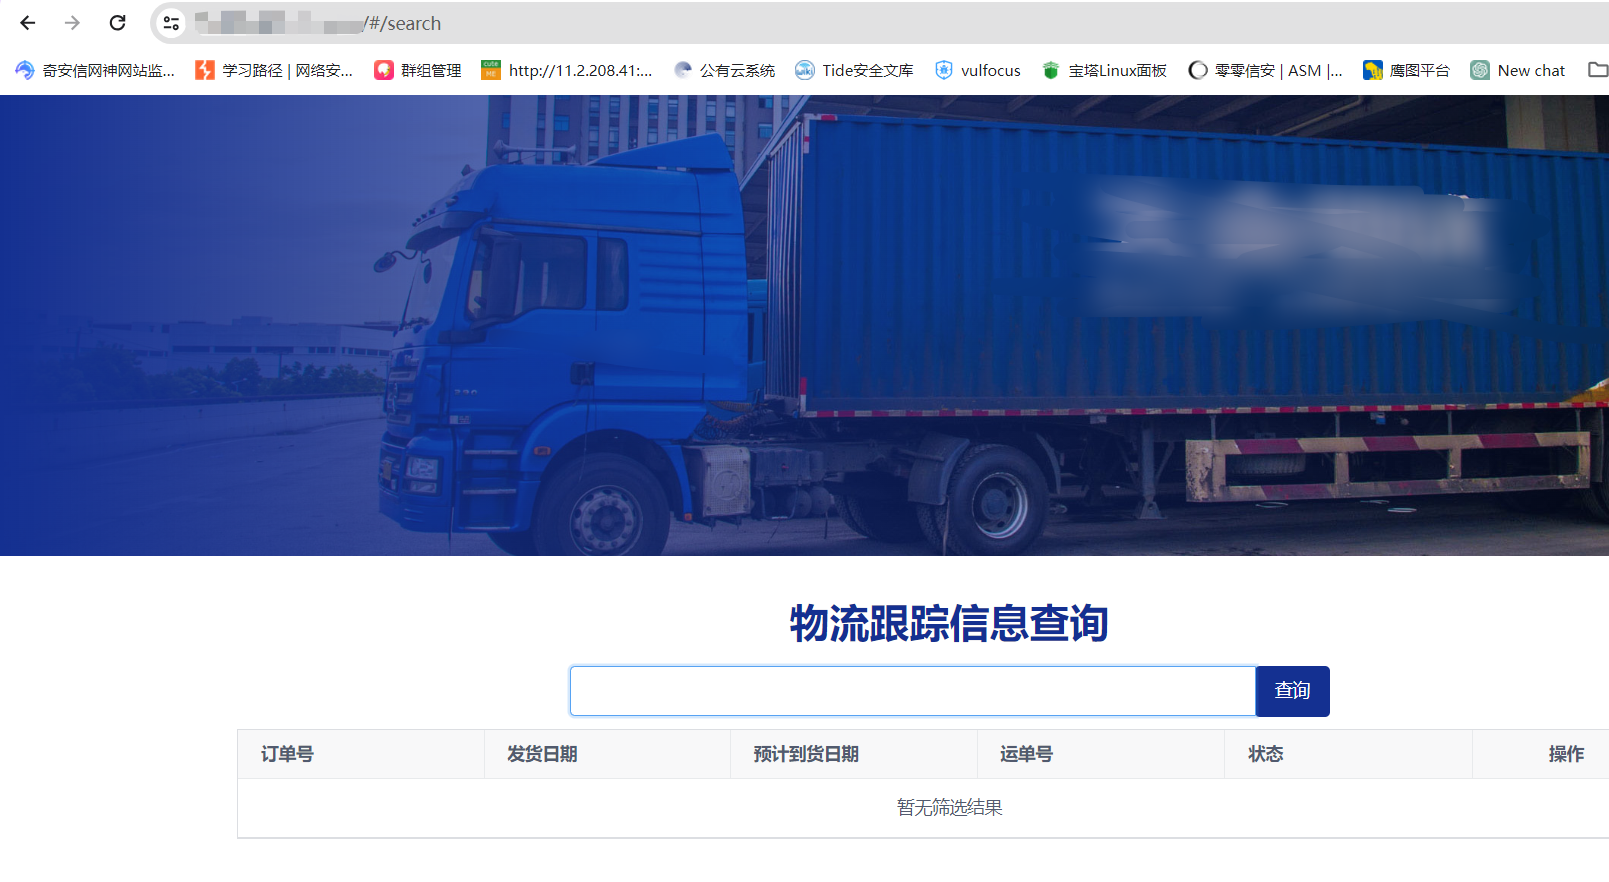 /#/search
奇安信网神网站监... 学习路径 | 网络安... 群组管理 http://11.2.208.41:... 公有云系统 Tide安全文库 vulfocus 宝塔Linux面板 零零信安 | ASM |... 鹰图平台 New chat
物流跟踪信息查询
查询
订单号 发货日期 预计到货日期 运单号 状态 操作
暂无筛选结果